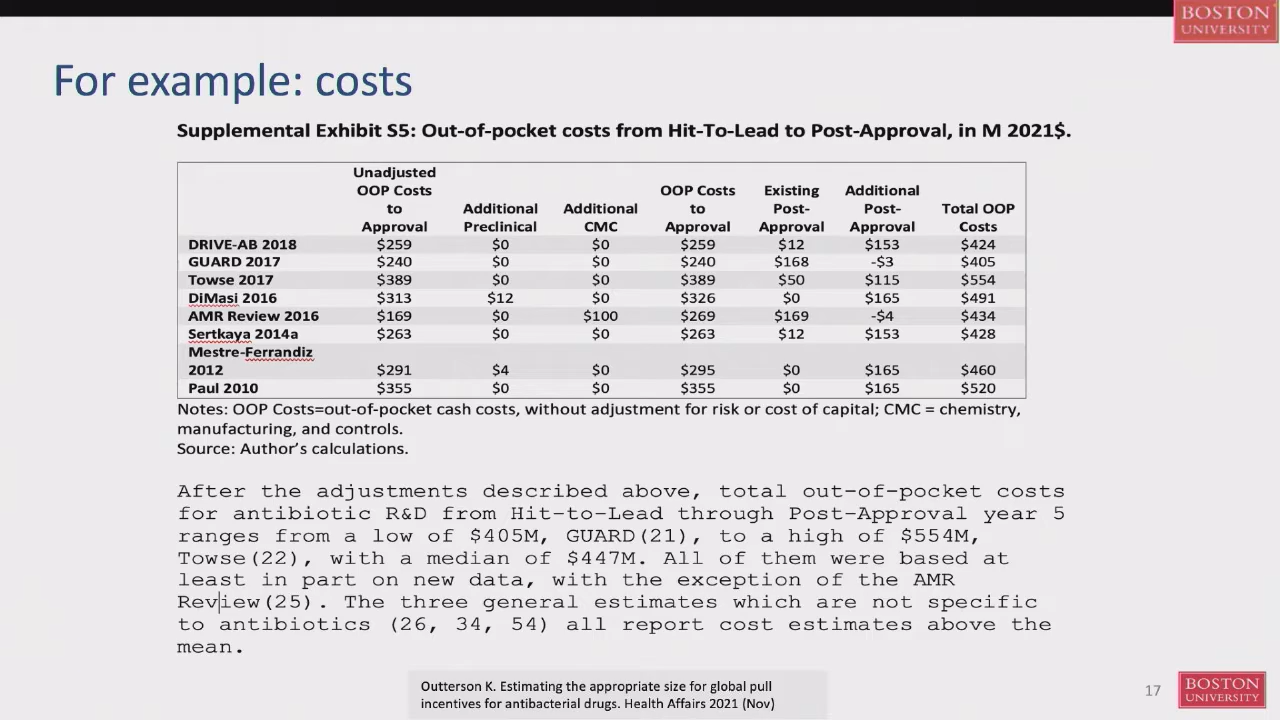 BOSTON
UNIVERSITY
For example: costs
Supplemental Exhibit S5: Out-of-pocket costs from Hit-To-Lead to Post-Approval, in M 2021$.
Unadjusted OOP Costs to Approval Additional Preclinical Additional CMC OOP Costs to Approval Existing Post-Approval Additional Post-Approval Total OOP Costs
DRIVE-AB 2018 $259 $0 $0 $259 $12 $153 $424
GUARD 2017 $240 $0 $0 $240 $168 -$3 $405
Towse 2017 $389 $0 $0 $389 $50 $115 $554
DiMasi 2016 $313 $12 $0 $326 $0 $165 $491
AMR Review 2016 $169 $0 $100 $269 $169 -$4 $434
Sertkaya 2014a $263 $0 $0 $263 $12 $153 $428
Mestre-Ferrandiz
2012 $291 $4 $0 $295 $0 $165 $460
Paul 2010 $355 $0 $0 $355 $0 $165 $520
Notes: OOP Costs=out-of-pocket cash costs, without adjustment for risk or cost of capital; CMC = chemistry,
manufacturing, and controls.
Source: Author's calculations.
After the adjustments described above, total out-of-pocket costs
for antibiotic R&D from Hit-to-Lead through Post-Approval year 5
ranges from a low of $405M, GUARD(21), to a high of $554M,
Towse(22), with a median of $447M. All of them were based at
least in part on new data, with the exception of the AMR
Review(25). The three general estimates which are not specific
to antibiotics (26, 34, 54) all report cost estimates above the
mean.
Outterson K. Estimating the appropriate size for global pull
incentives for antibacterial drugs. Health Affairs 2021 (Nov)
17
BOSTON
UNIVERSITY